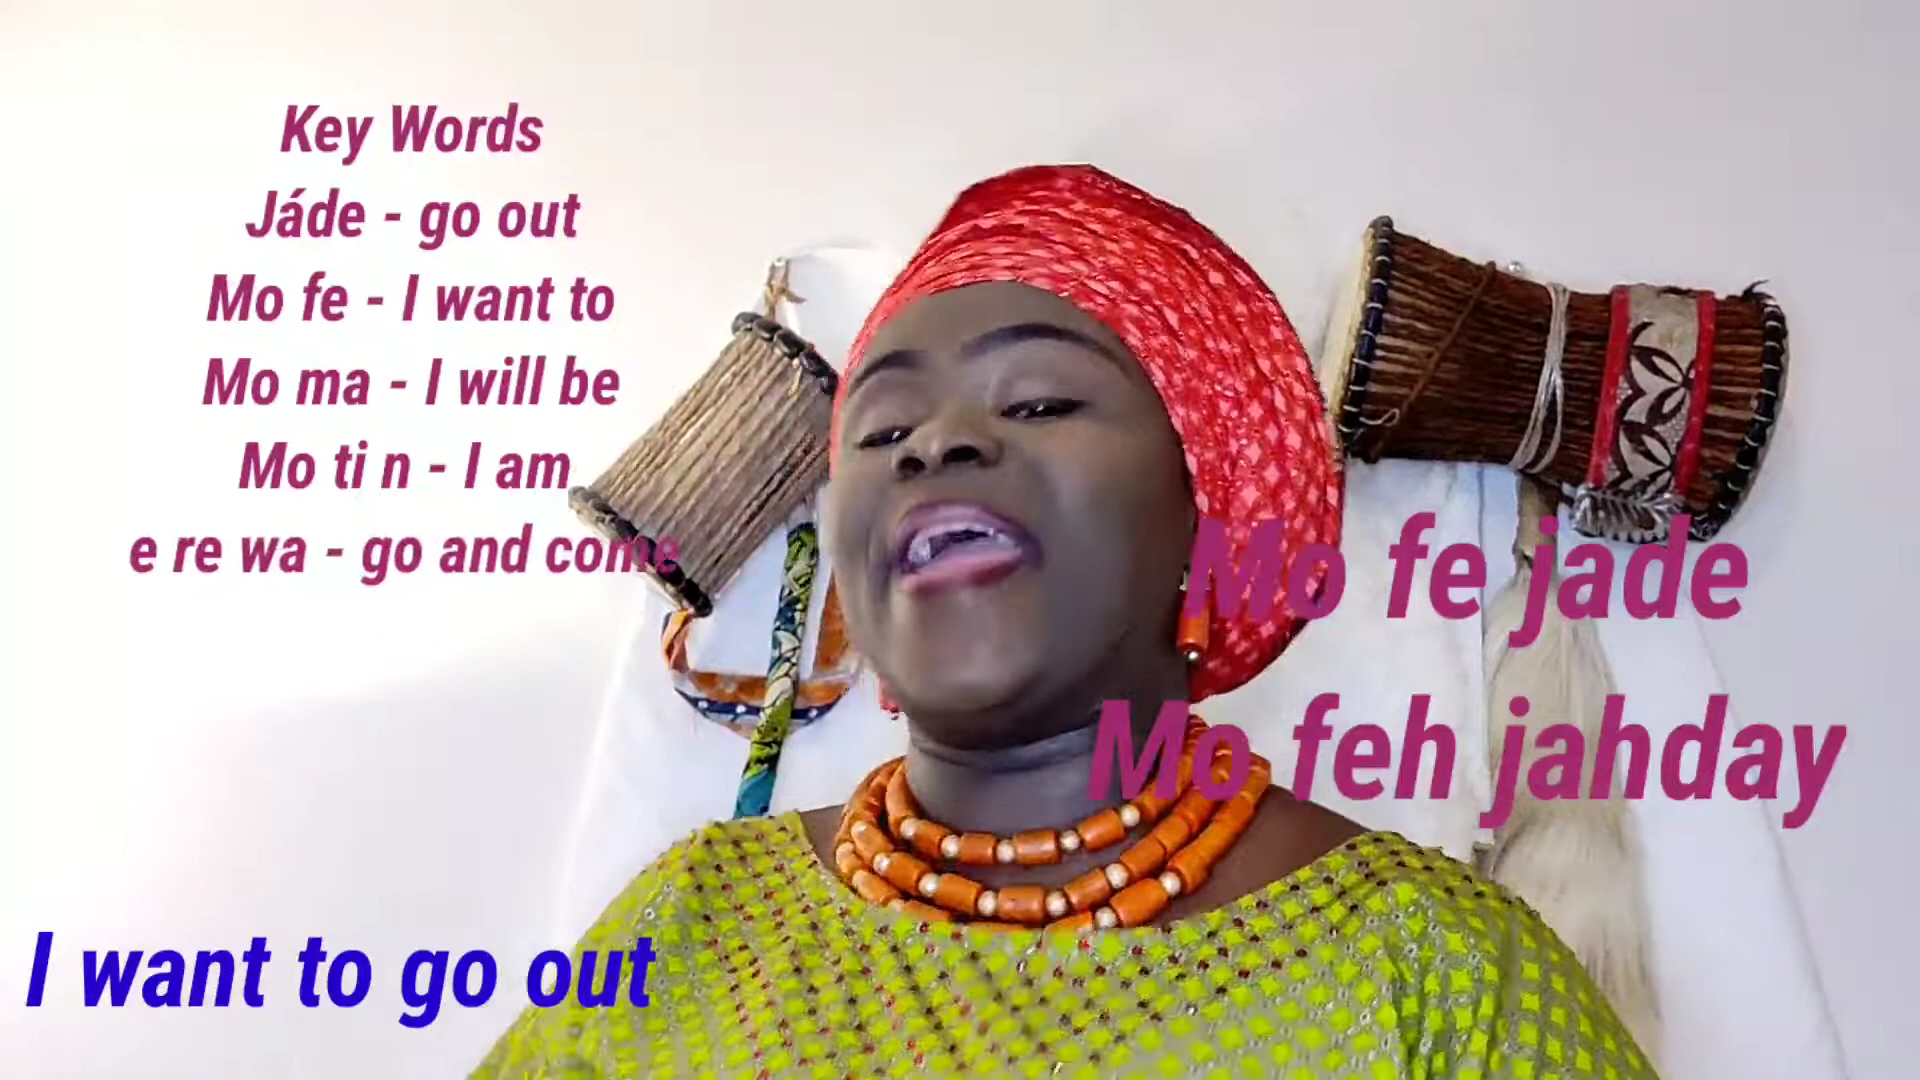 Key Words
Jáde - go out
Mo fe - I want to
Mo ma - I will be
Mo ti n - I am
e re wa - go and come
Mo fe jade
Mo feh jahday
I want to go out